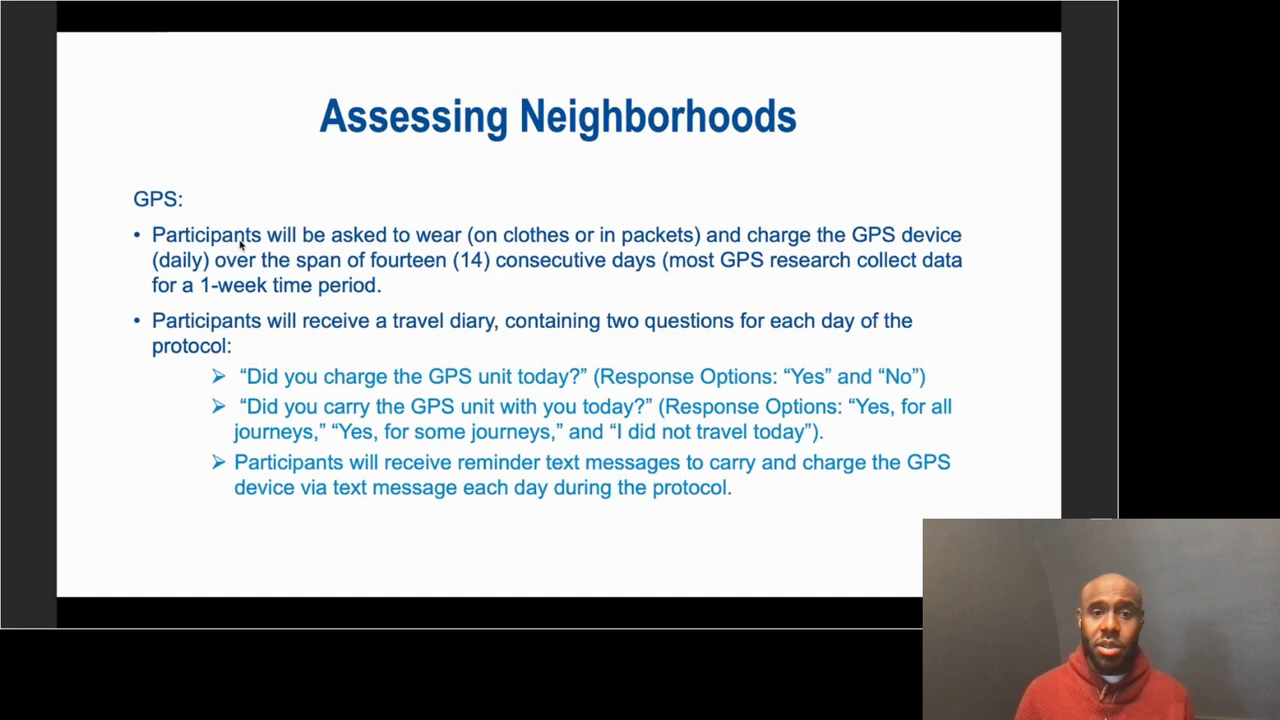 Assessing Neighborhoods
GPS:
• Participants will be asked to wear (on clothes or in packets) and charge the GPS device
(daily) over the span of fourteen (14) consecutive days (most GPS research collect data
for a 1-week time period.
• Participants will receive a travel diary, containing two questions for each day of the
protocol:
➢ “Did you charge the GPS unit today?” (Response Options: “Yes” and “No”)
➢ “Did you carry the GPS unit with you today?” (Response Options: “Yes, for all
journeys,” “Yes, for some journeys,” and “I did not travel today”).
➢ Participants will receive reminder text messages to carry and charge the GPS
device via text message each day during the protocol.